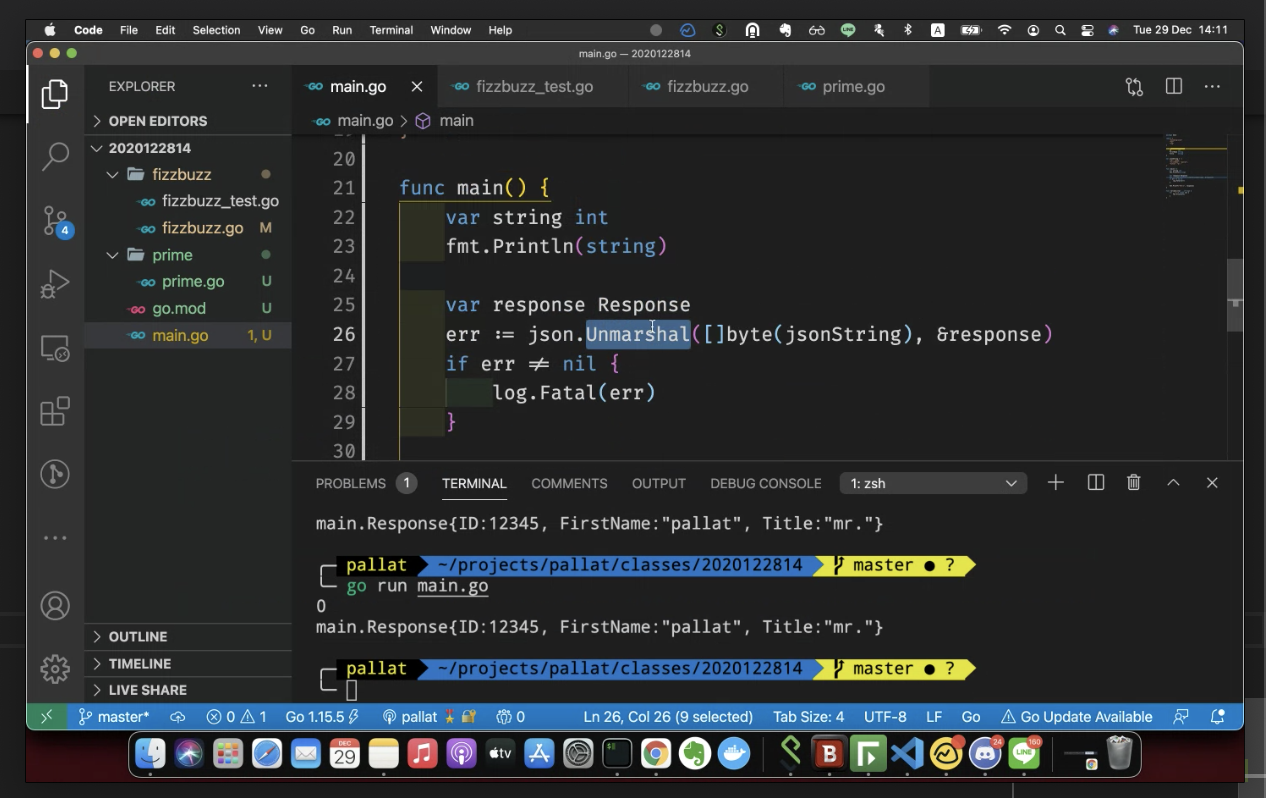 Code File Edit Selection View Go Run Terminal Window Help A Tue 29 Dec 14:11
main.go — 2020122814
EXPLORER
main.go
fizzbuzz_test.go
fizzbuzz.go
prime.go
OPEN EDITORS
main.go > main
2020122814
fizzbuzz
fizzbuzz_test.go
fizzbuzz.go M
prime
prime.go U
go.mod U
main.go 1, U
4
20
21 func main() {
22 var string int
23 fmt.Println(string)
24
25 var response Response
26 err := json.Unmarshal([]byte(jsonString), &response)
27 if err ≠ nil {
28 log.Fatal(err)
29 }
30
PROBLEMS 1 TERMINAL COMMENTS OUTPUT DEBUG CONSOLE 1: zsh
main.Response{ID:12345, FirstName:"pallat", Title:"mr."}
pallat ~/projects/pallat/classes/2020122814 master ● ?
go run main.go
0
main.Response{ID:12345, FirstName:"pallat", Title:"mr."}
pallat ~/projects/pallat/classes/2020122814 master ● ?
OUTLINE
TIMELINE
LIVE SHARE
master* 0 1 Go 1.15.5 pallat 0 Ln 26, Col 26 (9 selected) Tab Size: 4 UTF-8 LF Go Go Update Available
DEC
29
tv
B
24
LINE
160